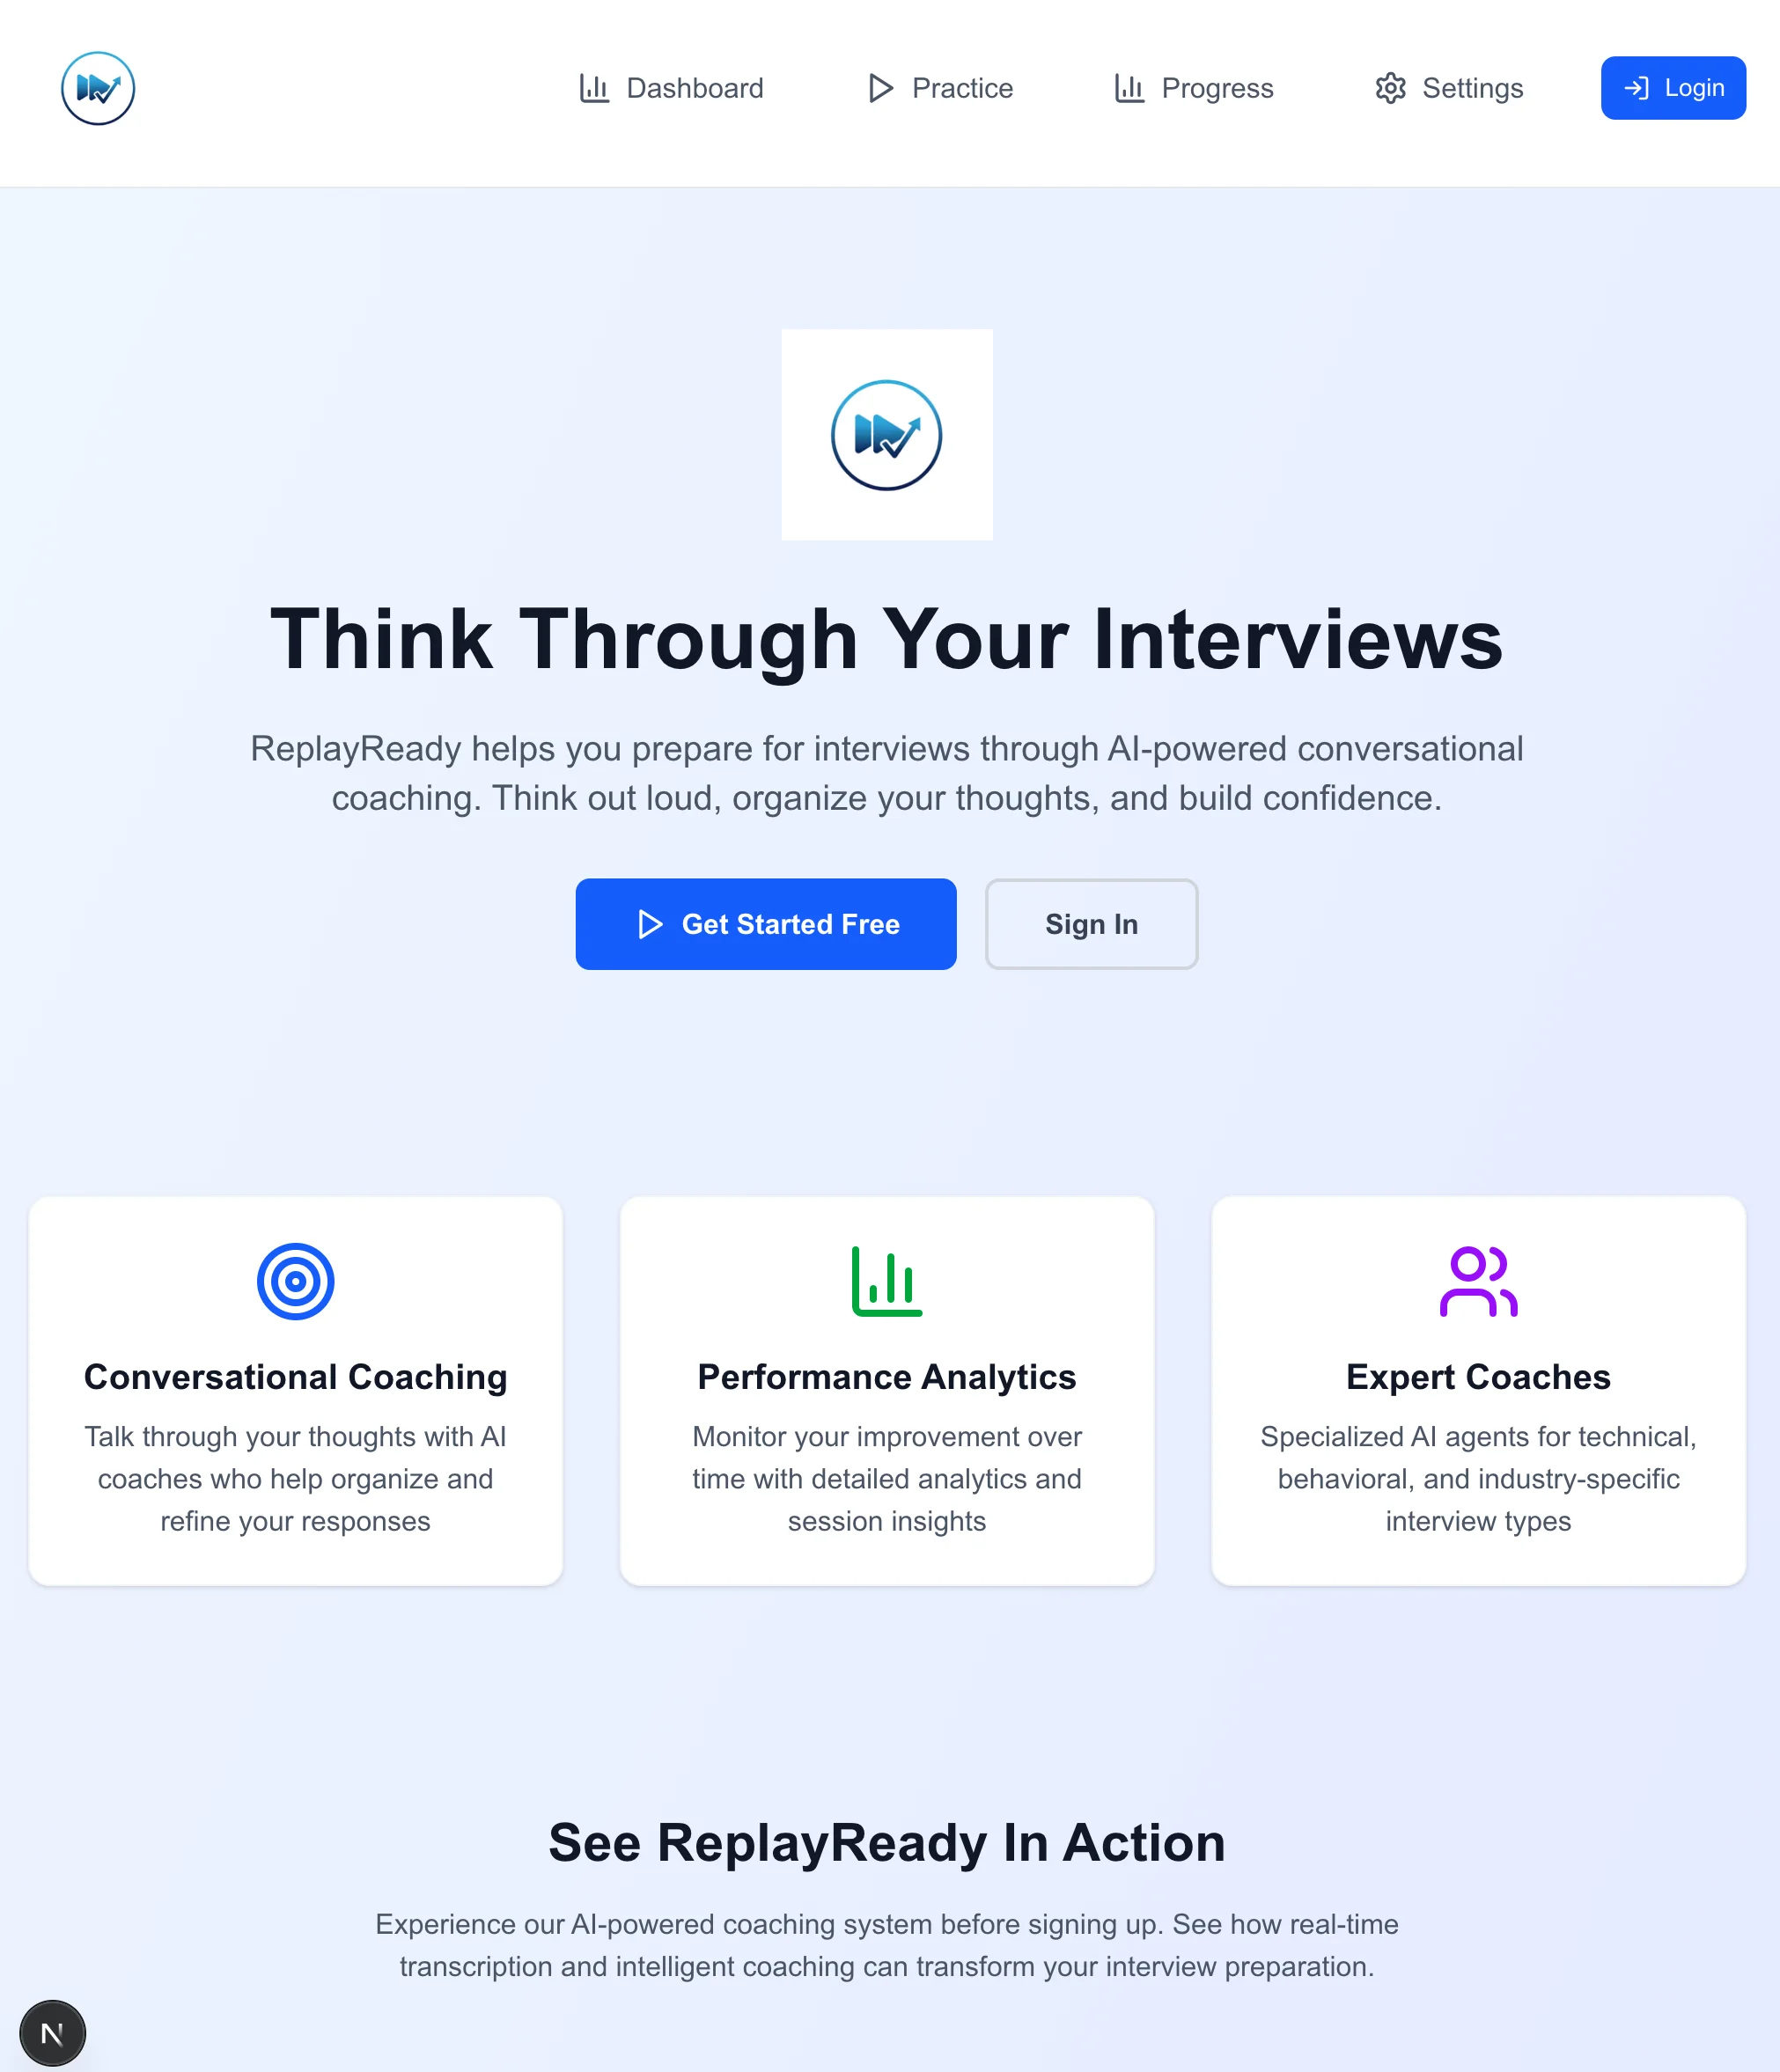 Dashboard
Practice
Progress
Settings
Login
Think Through Your Interviews
ReplayReady helps you prepare for interviews through AI-powered conversational
coaching. Think out loud, organize your thoughts, and build confidence.
Get Started Free
Sign In
Conversational Coaching
Talk through your thoughts with AI
coaches who help organize and
refine your responses
Performance Analytics
Monitor your improvement over
time with detailed analytics and
session insights
Expert Coaches
Specialized AI agents for technical,
behavioral, and industry-specific
interview types
See ReplayReady In Action
Experience our AI-powered coaching system before signing up. See how real-time
transcription and intelligent coaching can transform your interview preparation.
N